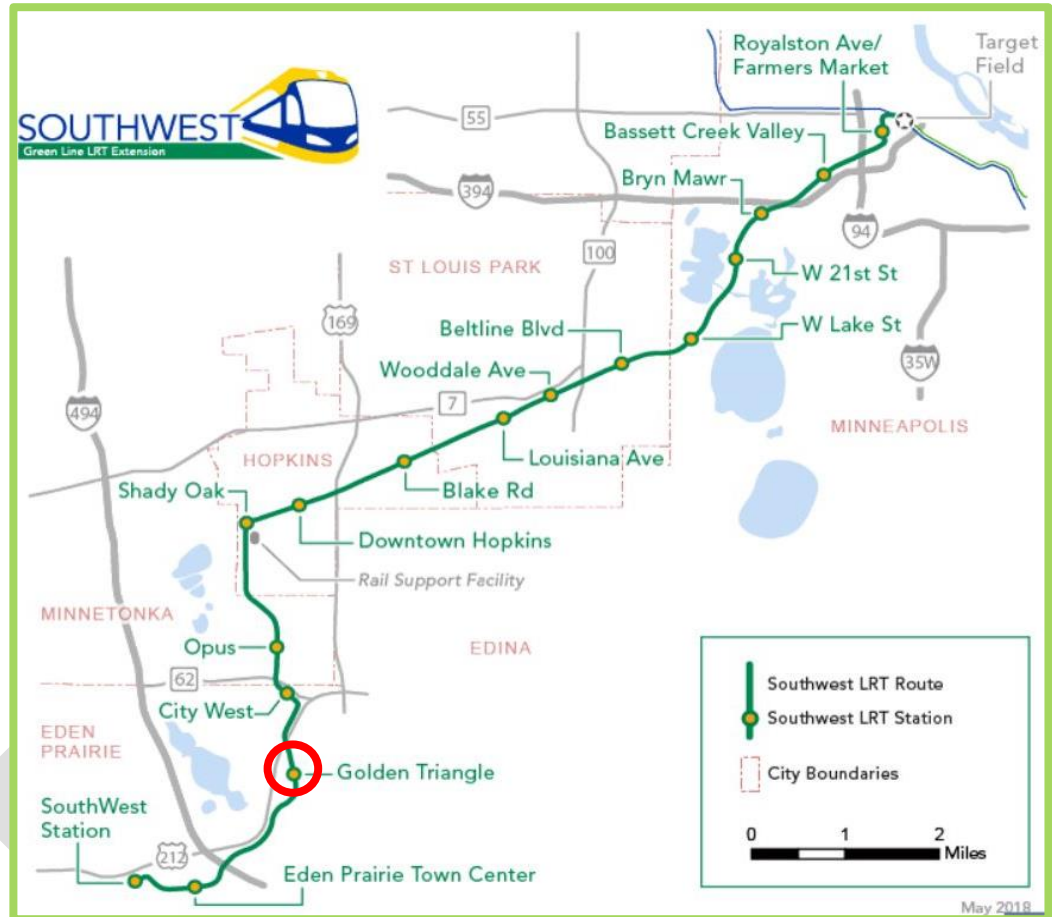 SOUTHWEST
Green Line LRT Extension
Royalston Ave/
Farmers Market
Target
Field
55
Bassett Creek Valley
394
Bryn Mawr
94
100
ST LOUIS PARK
W 21st St
169
Beltline Blvd
W Lake St
Wooddale Ave
35W
7
494
MINNEAPOLIS
HOPKINS
Louisiana Ave
Shady Oak
Blake Rd
Downtown Hopkins
Rail Support Facility
MINNETONKA
Opus
EDINA
62
City West
EDEN
PRAIRIE
Golden Triangle
SouthWest
Station
212
Eden Prairie Town Center
Southwest LRT Route
Southwest LRT Station
City Boundaries
0 1 2
Miles
May 2018